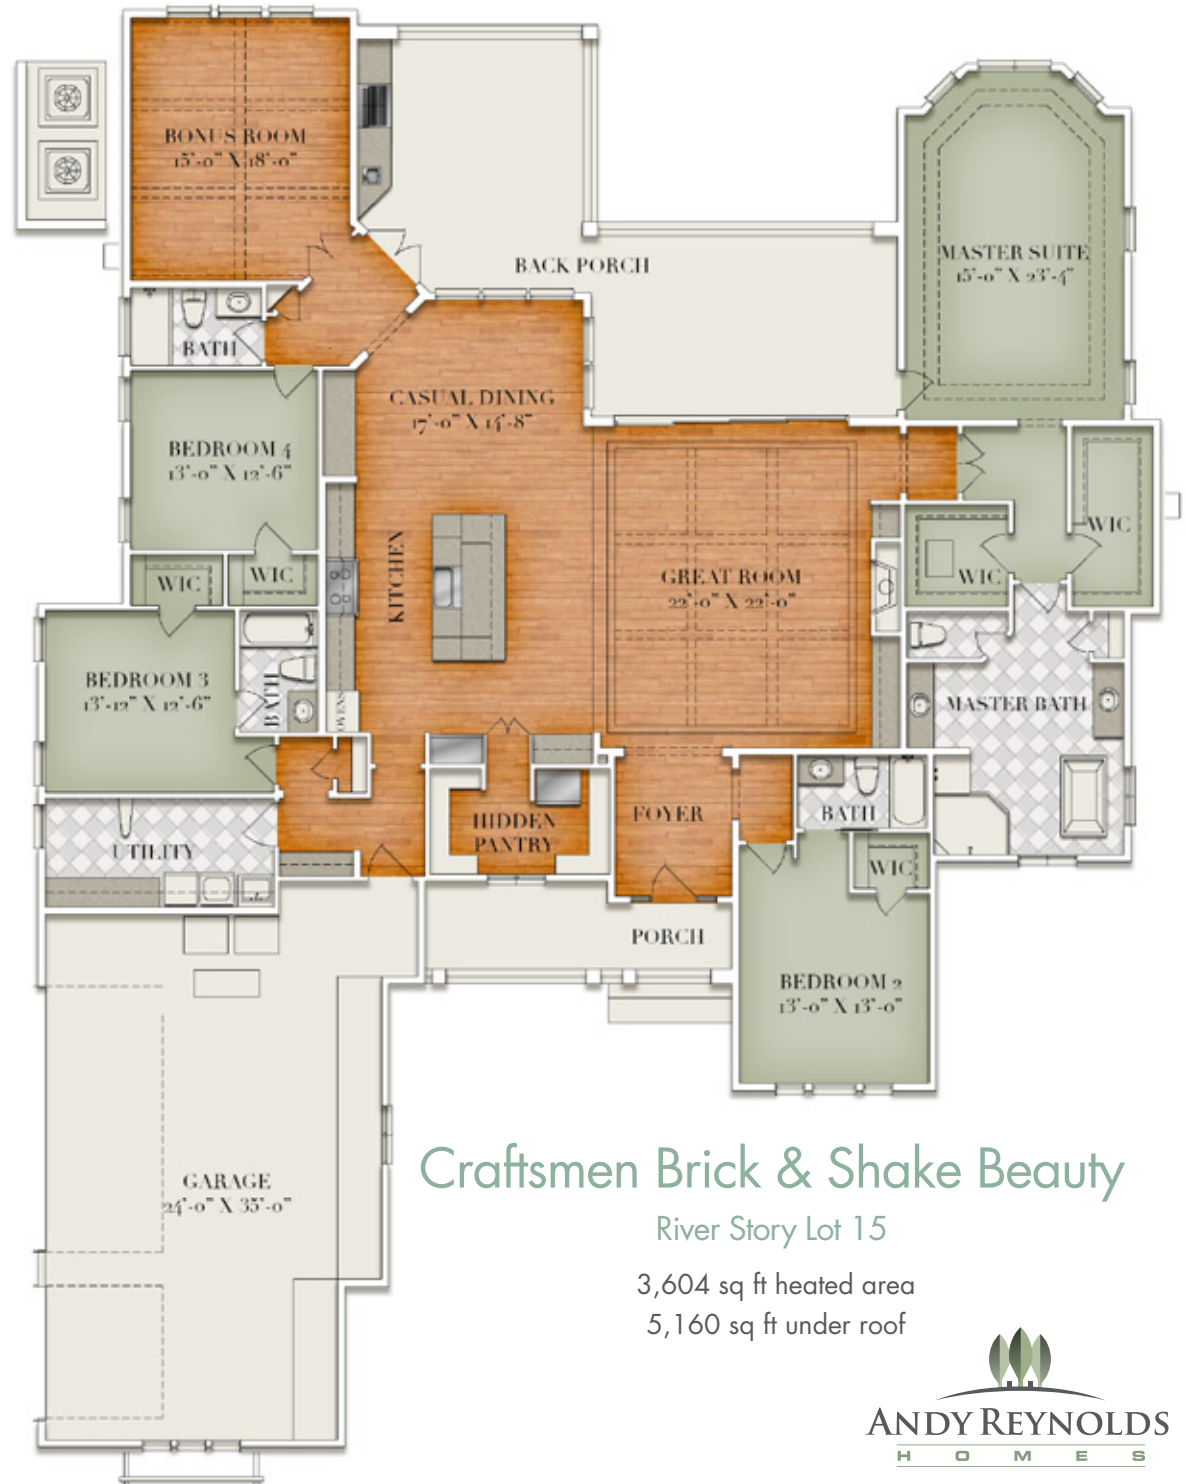 BONUS ROOM
15'-0" X 18'-0"
BACK PORCH
MASTER SUITE
15'-0" X 23'-4"
BATH
CASUAL DINING
17'-0" X 14'-8"
BEDROOM 4
13'-0" X 12'-6"
WIC
WIC
WIC
WIC
KITCHEN
GREAT ROOM
22'-0" X 22'-0"
BEDROOM 3
13'-12" X 12'-6"
BATH
OVENS
MASTER BATH
HIDDEN
PANTRY
FOYER
BATH
UTILITY
WIC
PORCH
BEDROOM 2
13'-0" X 13'-0"
GARAGE
24'-0" X 35'-0"
Craftsmen Brick & Shake Beauty
River Story Lot 15
3,604 sq ft heated area
5,160 sq ft under roof
ANDY REYNOLDS
HOMES